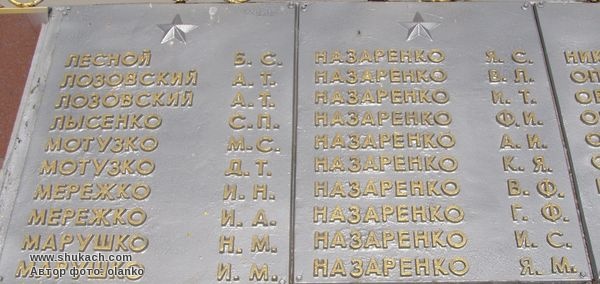 ЛЕСНОЙ Б. С.
ЛОЗОВСКИЙ А. Т.
ЛОЗОВСКИЙ А. Т.
ЛЫСЕНКО С. П.
МОТУЗКО М. С.
МОТУЗКО Д. Т.
МЕРЕЖКО И. Н.
МЕРЕЖКО И. А.
МАРУШКО Н. М.
МАРУШКО И. М.
НАЗАРЕНКО Я. С.
НАЗАРЕНКО В. Л.
НАЗАРЕНКО И. Т.
НАЗАРЕНКО Ф. И.
НАЗАРЕНКО А. И.
НАЗАРЕНКО К. Я.
НАЗАРЕНКО В. Ф.
НАЗАРЕНКО Г. Ф.
НАЗАРЕНКО И. С.
НАЗАРЕНКО Я. М.
www.shukach.com
Автор фото: olanko